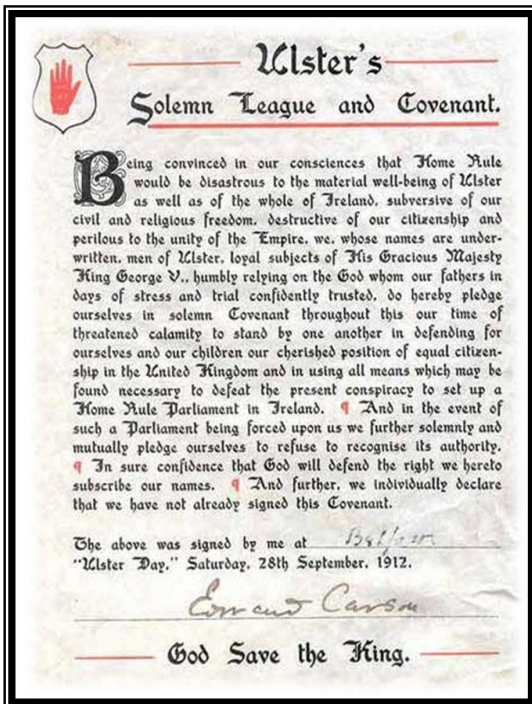 Ulster's
Solemn League and Covenant.
Being convinced in our consciences that Home Rule
would be disastrous to the material well-being of Ulster
as well as of the whole of Ireland, subversive of our
civil and religious freedom, destructive of our citizenship and
perilous to the unity of the Empire, we, whose names are under-
written, men of Ulster, loyal subjects of His Gracious Majesty
King George V., humbly relying on the God whom our fathers in
days of stress and trial confidently trusted, do hereby pledge
ourselves in solemn Covenant throughout this our time of
threatened calamity to stand by one another in defending for
ourselves and our children our cherished position of equal citizen-
ship in the United Kingdom and in using all means which may be
found necessary to defeat the present conspiracy to set up a
Home Rule Parliament in Ireland. ¶ And in the event of
such a Parliament being forced upon us we further solemnly and
mutually pledge ourselves to refuse to recognise its authority.
¶ In sure confidence that God will defend the right we hereto
subscribe our names. ¶ And further, we individually declare
that we have not already signed this Covenant.
The above was signed by me at Belfast
"Ulster Day," Saturday, 28th September, 1912.
Edward Carson
God Save the King.